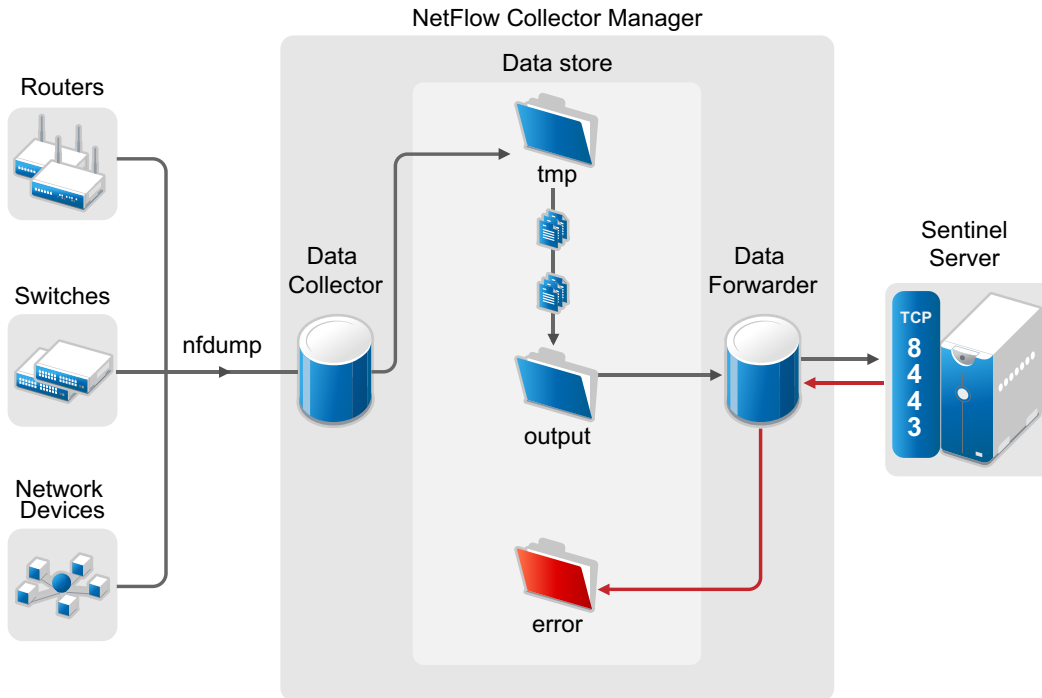 NetFlow Collector Manager
Data store
Routers
tmp
Data
Collector
Data
Forwarder
Sentinel
Server
Switches
nfdump
TCP
8
4
4
3
output
Network
Devices
error